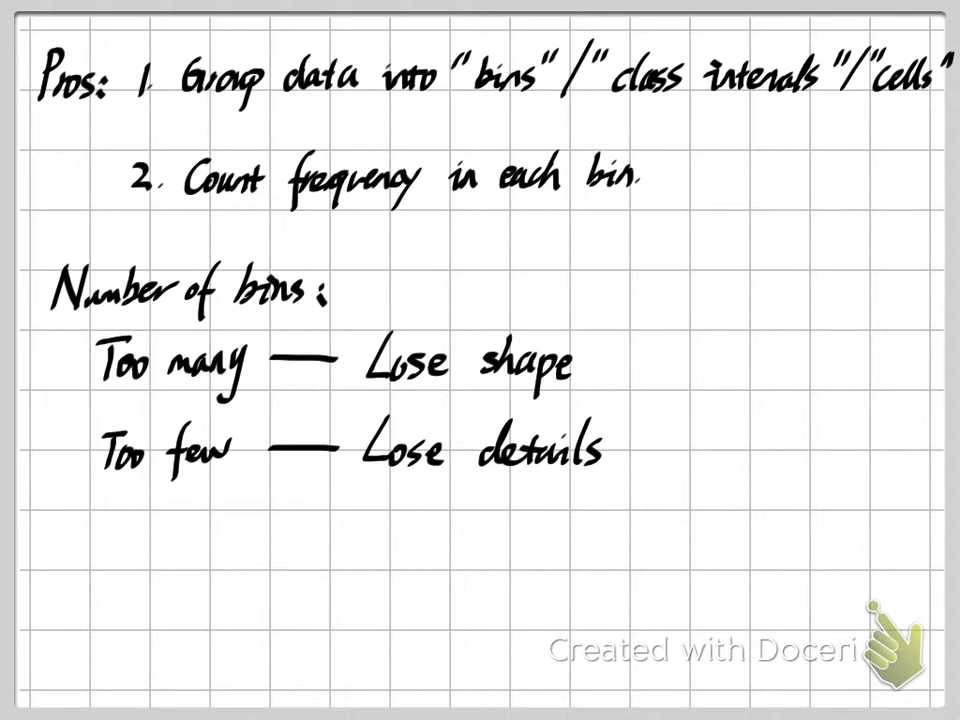 Pros: 1. Group data into "bins"/"class interals"/"cells"
2. Count frequency in each bin.
Number of bins:
Too many — Lose shape
Too few — Lose details
Created with Doceri